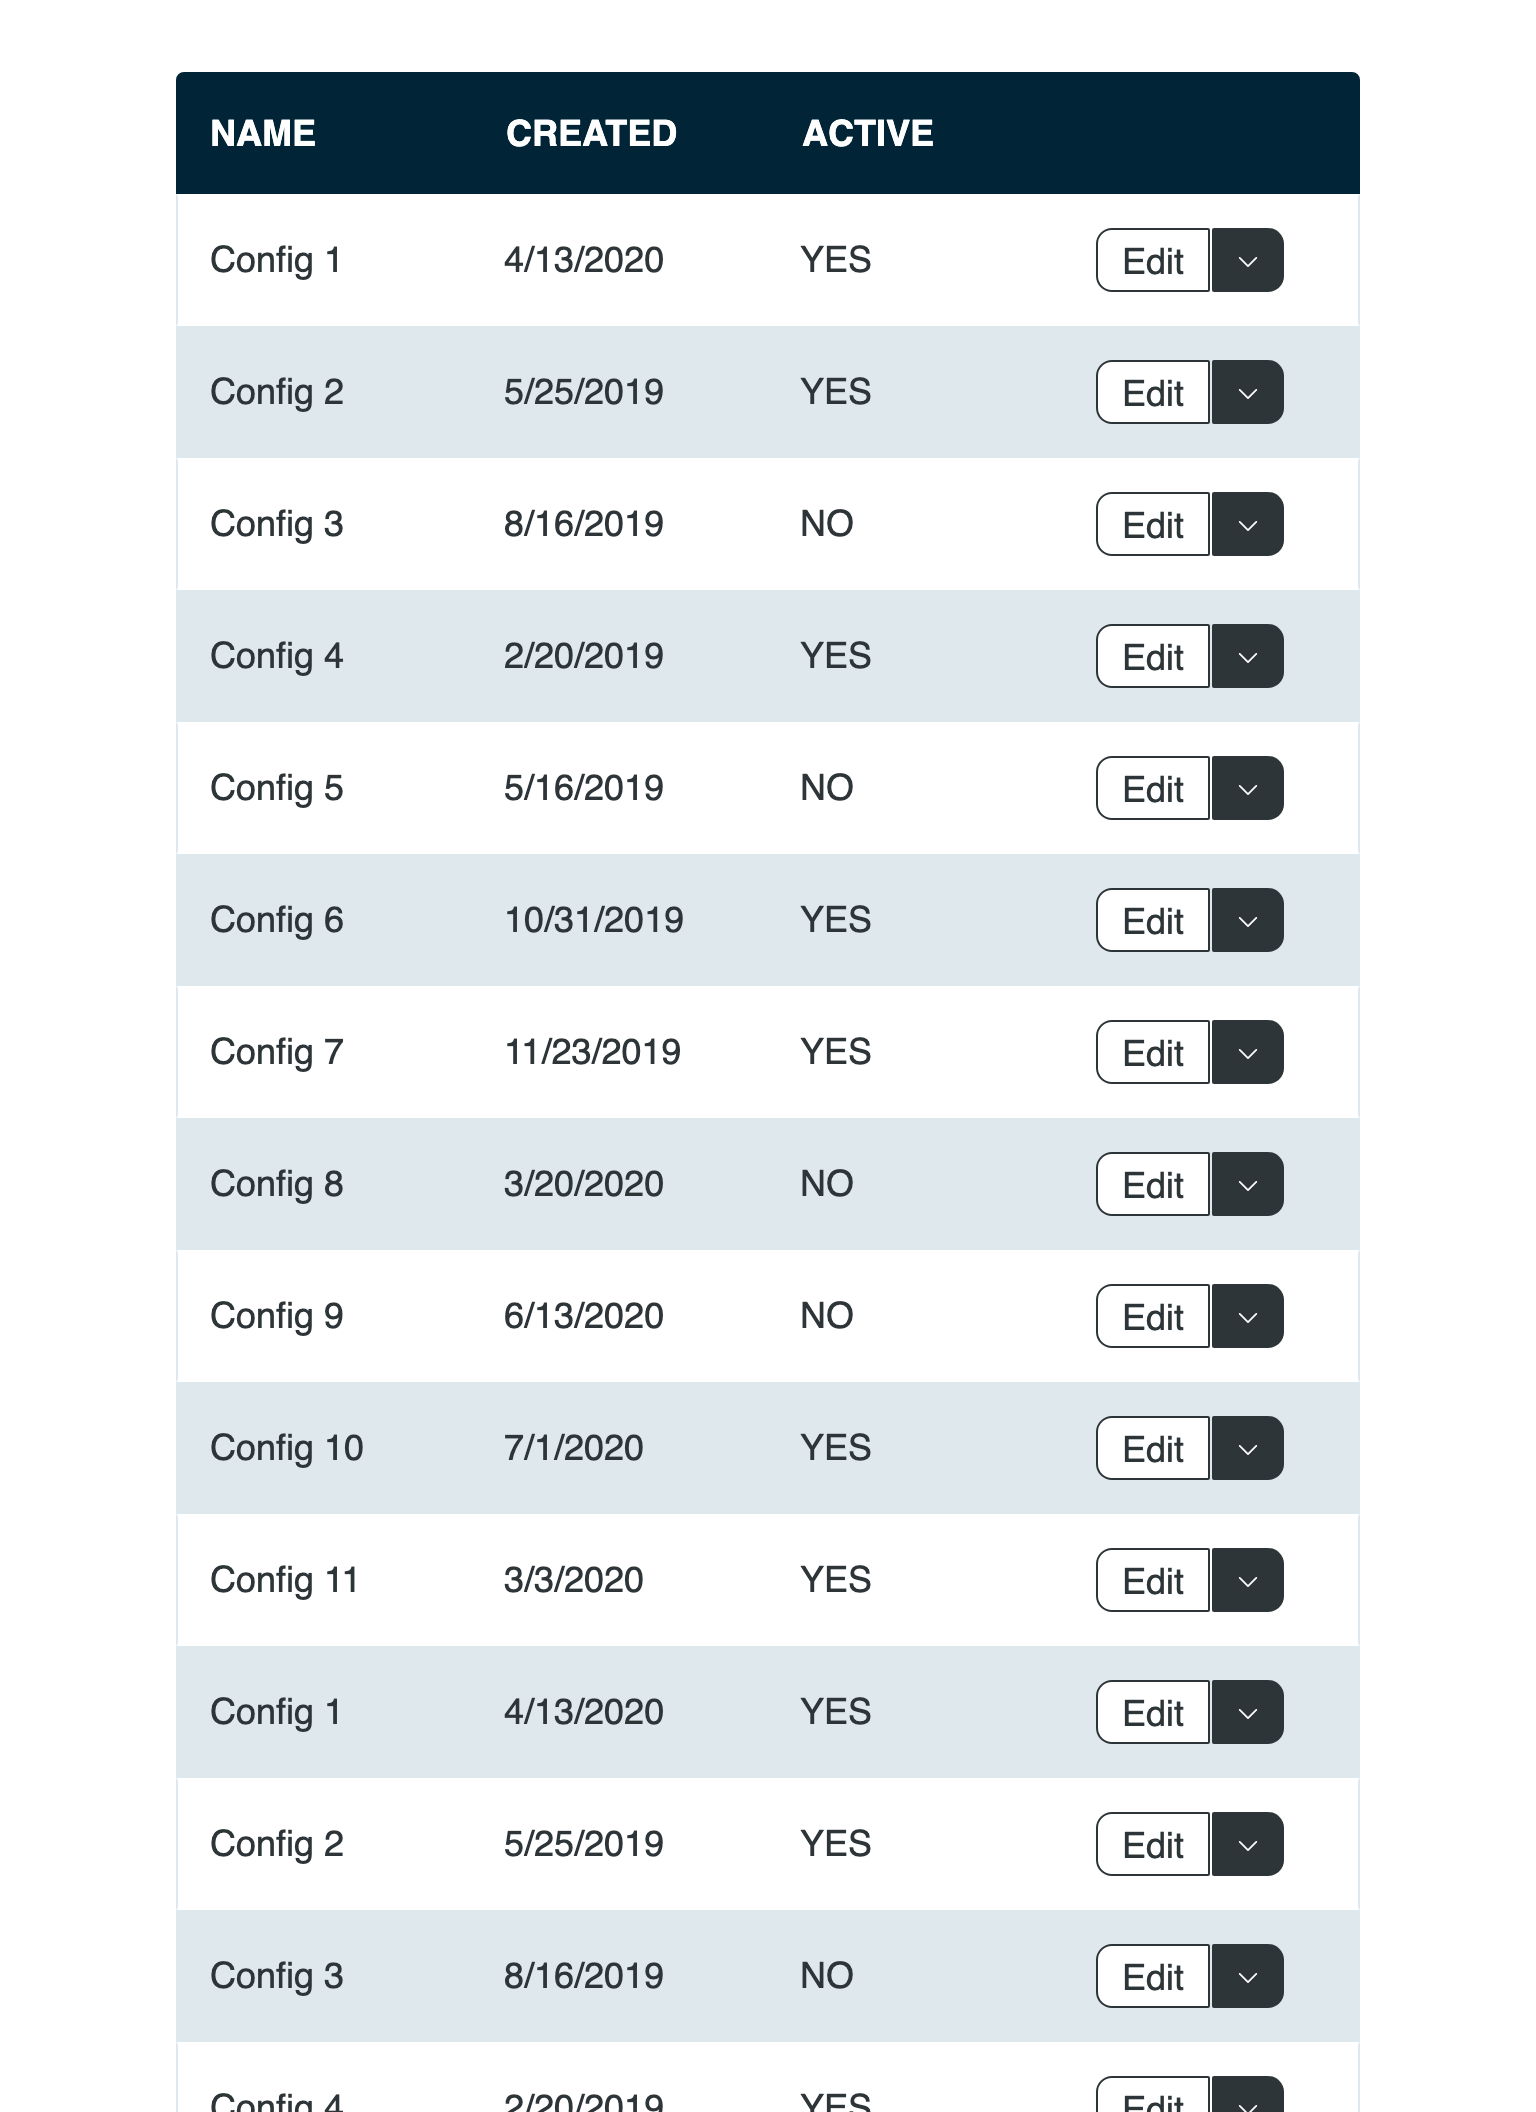 NAME CREATED ACTIVE
Config 1 4/13/2020 YES Edit
Config 2 5/25/2019 YES Edit
Config 3 8/16/2019 NO Edit
Config 4 2/20/2019 YES Edit
Config 5 5/16/2019 NO Edit
Config 6 10/31/2019 YES Edit
Config 7 11/23/2019 YES Edit
Config 8 3/20/2020 NO Edit
Config 9 6/13/2020 NO Edit
Config 10 7/1/2020 YES Edit
Config 11 3/3/2020 YES Edit
Config 1 4/13/2020 YES Edit
Config 2 5/25/2019 YES Edit
Config 3 8/16/2019 NO Edit
Config 4 2/20/2019 YES Edit